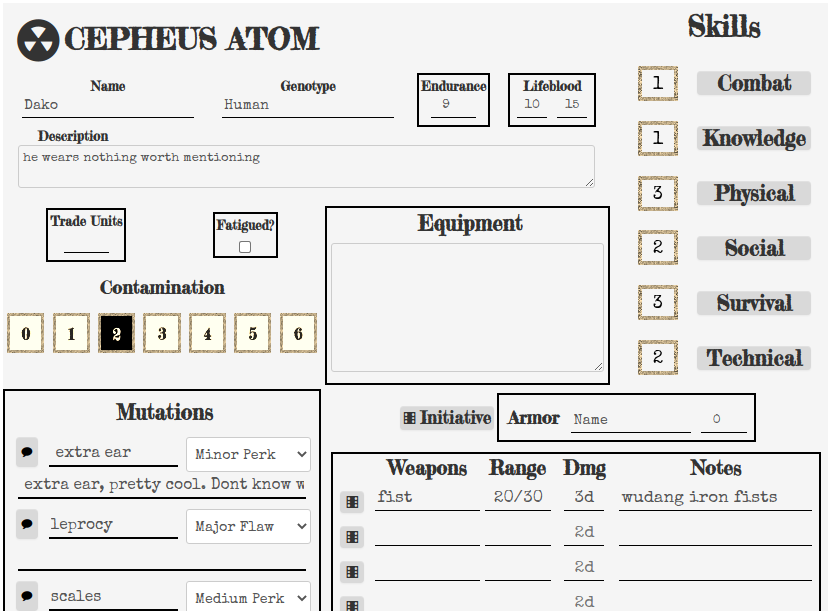 CEPHEUS ATOM
Skills
Name
Genotype
Endurance
Lifeblood
Dako
Human
9
10 15
1 Combat
1 Knowledge
3 Physical
2 Social
3 Survival
2 Technical
Description
he wears nothing worth mentioning
Trade Units
Fatigued?
Equipment
Contamination
0 1 2 3 4 5 6
Mutations
extra ear Minor Perk
extra ear, pretty cool. Dont know w
leprocy Major Flaw
scales Medium Perk
Initiative
Armor Name 0
Weapons Range Dmg Notes
fist 20/30 3d wudang iron fists
2d
2d
2d